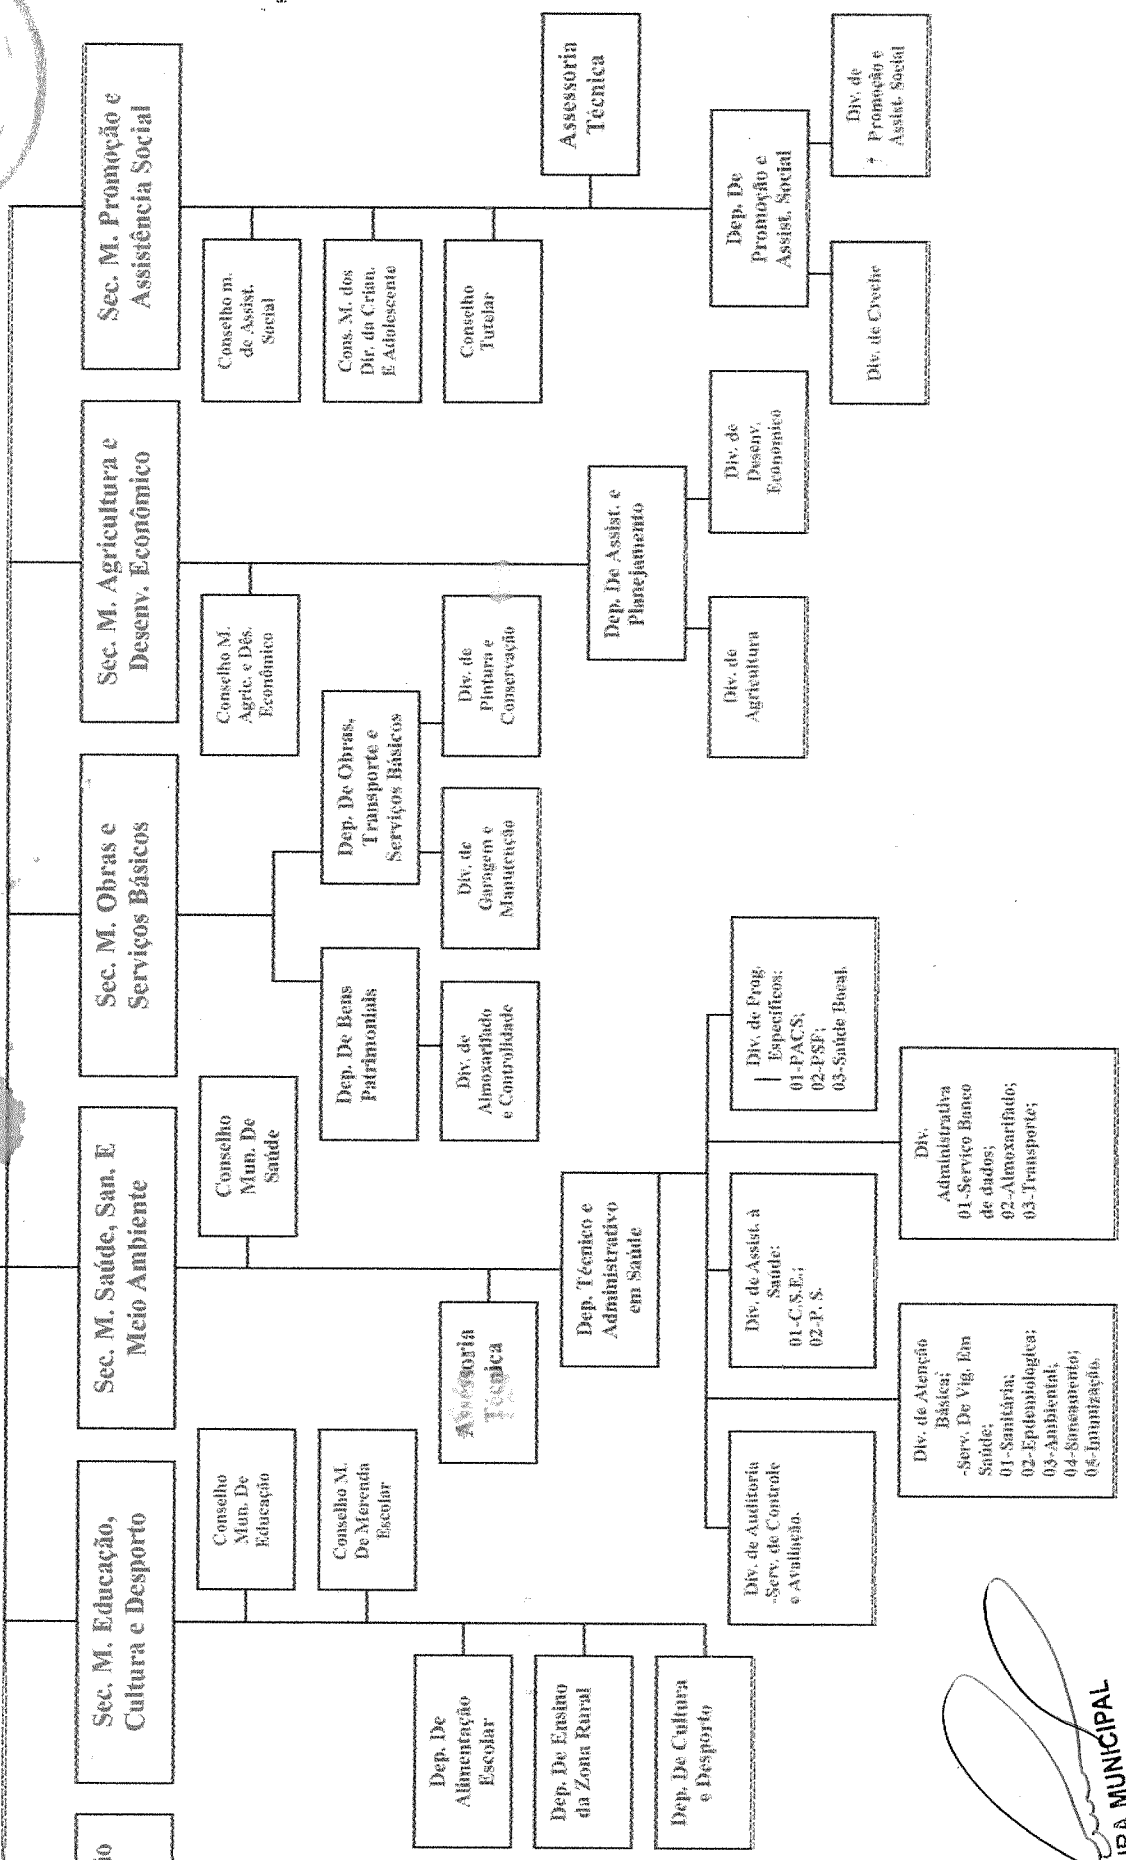 Sec. M. Educação,
Cultura e Desporto
Conselho
Mun. De
Educação
Conselho M.
De Merenda
Escolar
Dep. De
Alimentação
Escolar
Dep. De Ensino
da Zona Rural
Dep. De Cultura
e Desporto
Sec. M. Saúde, San. E
Meio Ambiente
Conselho
Mun. De
Saúde
Assessoria
Técnica
Dep. Técnico e
Administrativo
em Saúde
Div. de Auditoria
-Serv. de Controle
e Avaliação.
Div. de Atenção
Básica;
-Serv. De Vig. Em
Saúde;
01-Sanitária;
02-Epdemiologica;
03-Ambiental;
04-Saneamento;
05-Imunização.
Div. de Assist. à
Saúde:
01-C.S.E.;
02-P. S.
Div.
Administrativa
01-Serviço Banco
de dados;
02-Almoxarifado;
03-Transporte;
Div. de Prog.
Específicos:
01-PACS;
02-PSF;
03-Saúde Bucal.
Sec. M. Obras e
Serviços Básicos
Dep. De Bens
Patrimoniais
Div. de
Almoxarifado
e Controlidade
Dep. De Obras,
Transporte e
Serviços Básicos
Div. de
Garagem e
Manutenção
Div. de
Pintura e
Conservação
Sec. M. Agricultura e
Desenv. Econômico
Conselho M.
Agric. e Dês.
Econômico
Dep. De Assist. e
Planejamento
Div. de
Agricultura
Div. de
Desenv.
Econômico
Sec. M. Promoção e
Assistência Social
Conselho m.
de Assist.
Social
Cons. M. dos
Dir. da Crian.
E Adolescente
Conselho
Tutelar
Assessoria
Técnica
Dep. De
Promoção e
Assist. Social
Div. de Creche
Div. de
Promoção e
Assist. Social
MUNICIPAL